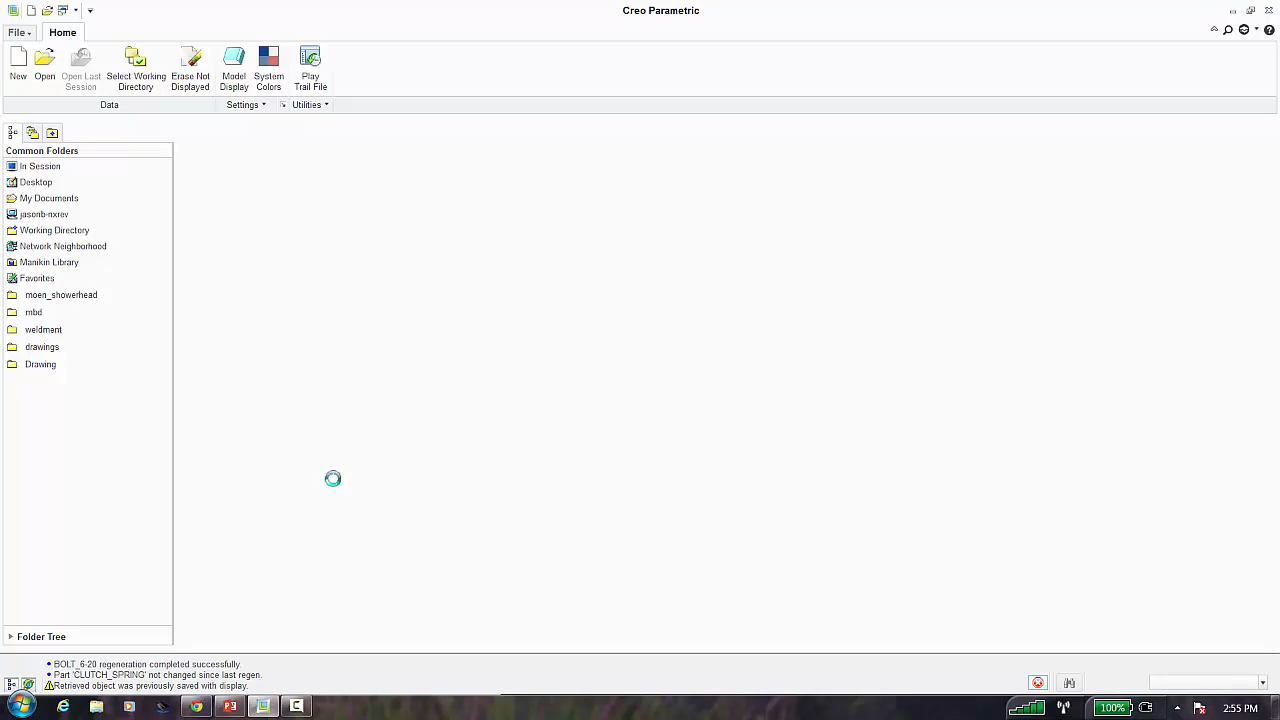 Creo Parametric
File
Home
New
Open
Open Last Session
Select Working Directory
Erase Not Displayed
Model Display
System Colors
Play Trail File
Data
Settings
Utilities
Common Folders
In Session
Desktop
My Documents
jasonb-nxrev
Working Directory
Network Neighborhood
Manikin Library
Favorites
moen_showerhead
mbd
weldment
drawings
Drawing
Folder Tree
• BOLT_6-20 regeneration completed successfully.
• Part 'CLUTCH_SPRING' not changed since last regen.
Retrieved object was previously saved with display.
100%
2:55 PM